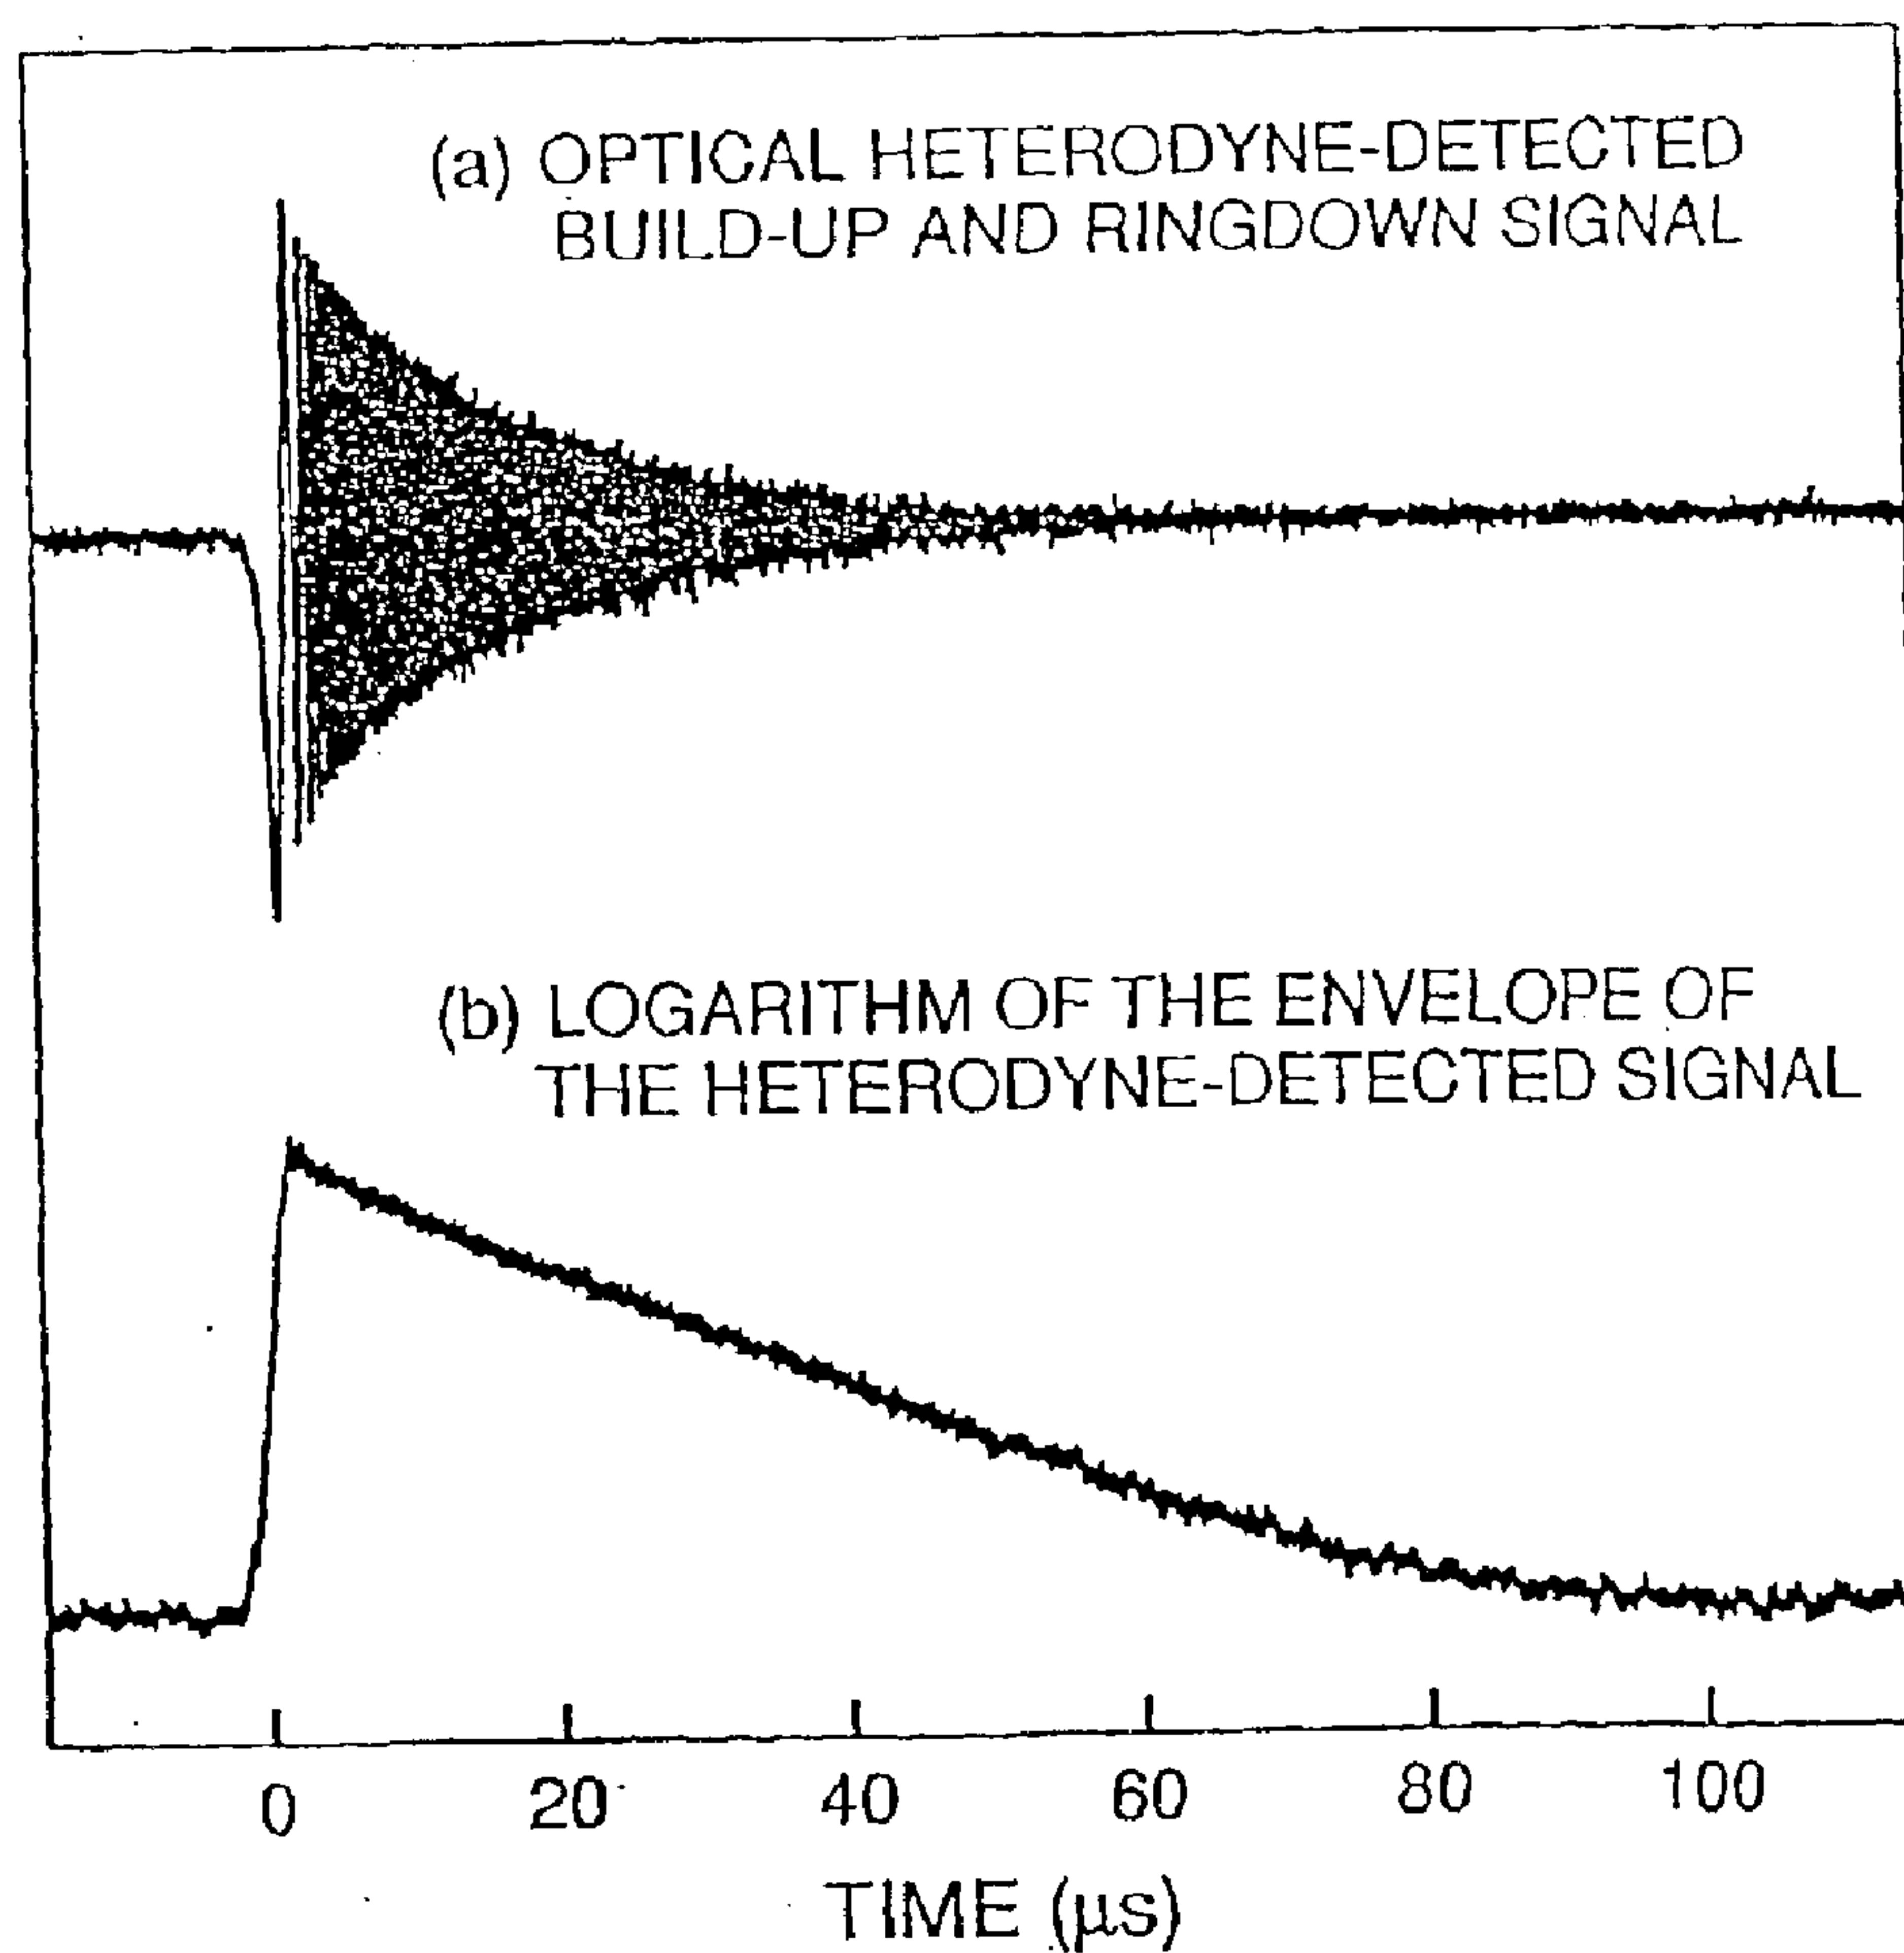 (a) OPTICAL HETERODYNE-DETECTED
BUILD-UP AND RINGDOWN SIGNAL
(b) LOGARITHM OF THE ENVELOPE OF
THE HETERODYNE-DETECTED SIGNAL
0 20 40 60 80 100
TIME (µs)